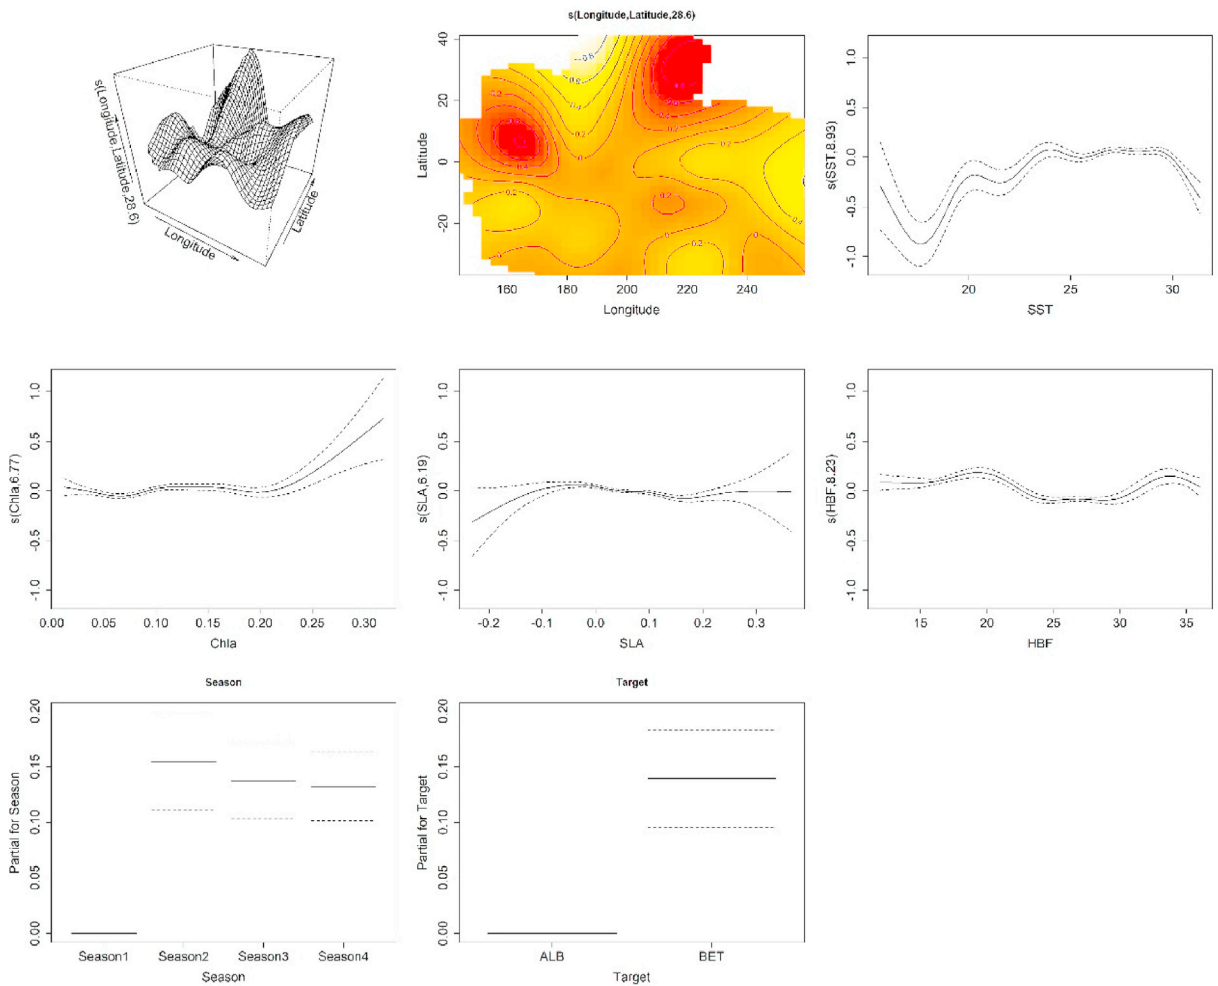 s(Longitude,Latitude,28.6)
Longitude
Latitude
s(Longitude,Latitude,28.6)
Latitude
40
20
0
-20
160 180 200 220 240
Longitude
s(SST,8.93)
1.0
0.5
0.0
-0.5
-1.0
20 25 30
SST
s(Chla,6.77)
1.0
0.5
0.0
-0.5
-1.0
0.00 0.05 0.10 0.15 0.20 0.25 0.30
Chla
s(SLA,6.19)
1.0
0.5
0.0
-0.5
-1.0
-0.2 -0.1 0.0 0.1 0.2 0.3
SLA
s(HBF,8.23)
1.0
0.5
0.0
-0.5
-1.0
15 20 25 30 35
HBF
Season
Partial for Season
0.20
0.15
0.10
0.05
0.00
Season1 Season2 Season3 Season4
Season
Target
Partial for Target
0.20
0.15
0.10
0.05
0.00
ALB BET
Target